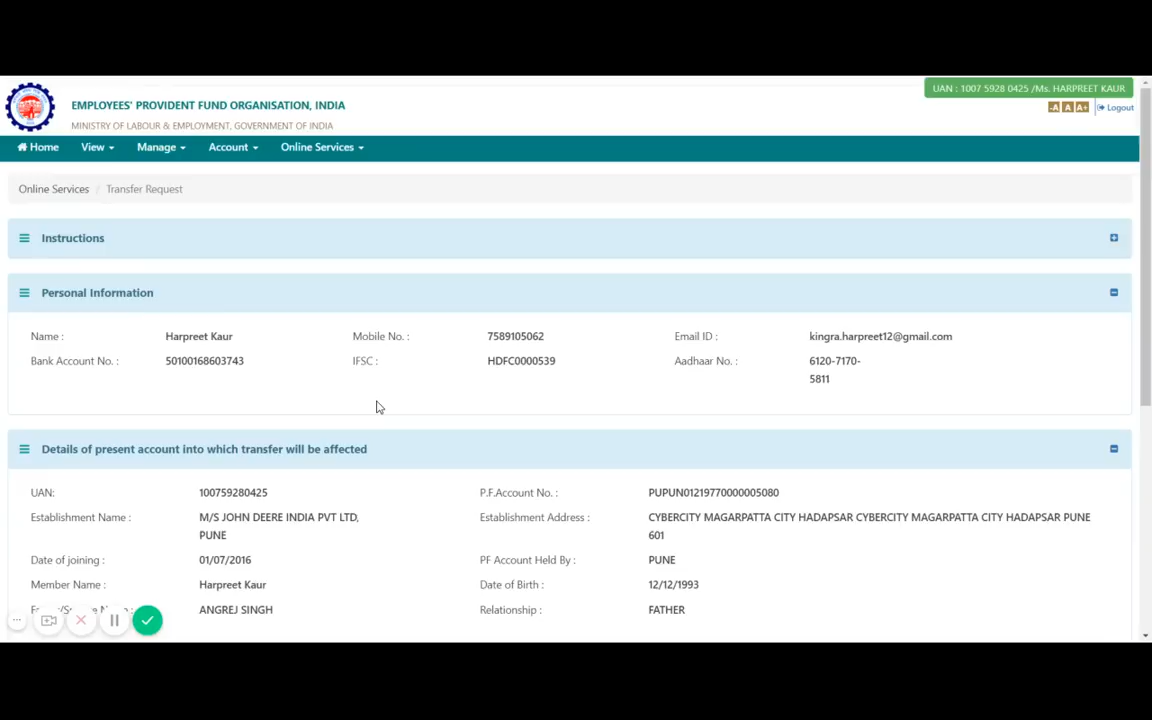 UAN : 1007 5928 0425 /Ms. HARPREET KAUR
EMPLOYEES' PROVIDENT FUND ORGANISATION, INDIA
-A A A+ Logout
MINISTRY OF LABOUR & EMPLOYMENT, GOVERNMENT OF INDIA
Home View Manage Account Online Services
Online Services / Transfer Request
Instructions
Personal Information
Name : Harpreet Kaur Mobile No. : 7589105062 Email ID : kingra.harpreet12@gmail.com
Bank Account No. : 50100168603743 IFSC : HDFC0000539 Aadhaar No. : 6120-7170-
5811
Details of present account into which transfer will be affected
UAN: 100759280425 P.F.Account No. : PUPUN01219770000005080
Establishment Name : M/S JOHN DEERE INDIA PVT LTD, Establishment Address : CYBERCITY MAGARPATTA CITY HADAPSAR CYBERCITY MAGARPATTA CITY HADAPSAR PUNE
PUNE 601
Date of joining : 01/07/2016 PF Account Held By : PUNE
Member Name : Harpreet Kaur Date of Birth : 12/12/1993
ANGREJ SINGH Relationship : FATHER